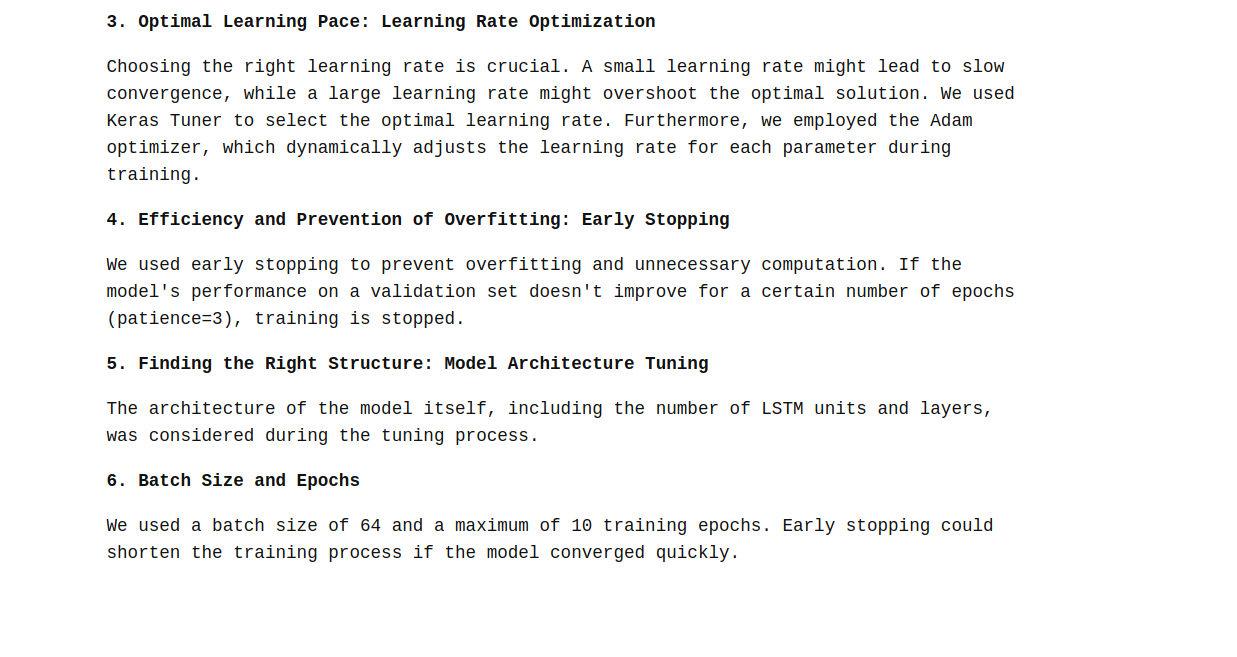 3. Optimal Learning Pace: Learning Rate Optimization
Choosing the right learning rate is crucial. A small learning rate might lead to slow
convergence, while a large learning rate might overshoot the optimal solution. We used
Keras Tuner to select the optimal learning rate. Furthermore, we employed the Adam
optimizer, which dynamically adjusts the learning rate for each parameter during
training.
4. Efficiency and Prevention of Overfitting: Early Stopping
We used early stopping to prevent overfitting and unnecessary computation. If the
model's performance on a validation set doesn't improve for a certain number of epochs
(patience=3), training is stopped.
5. Finding the Right Structure: Model Architecture Tuning
The architecture of the model itself, including the number of LSTM units and layers,
was considered during the tuning process.
6. Batch Size and Epochs
We used a batch size of 64 and a maximum of 10 training epochs. Early stopping could
shorten the training process if the model converged quickly.